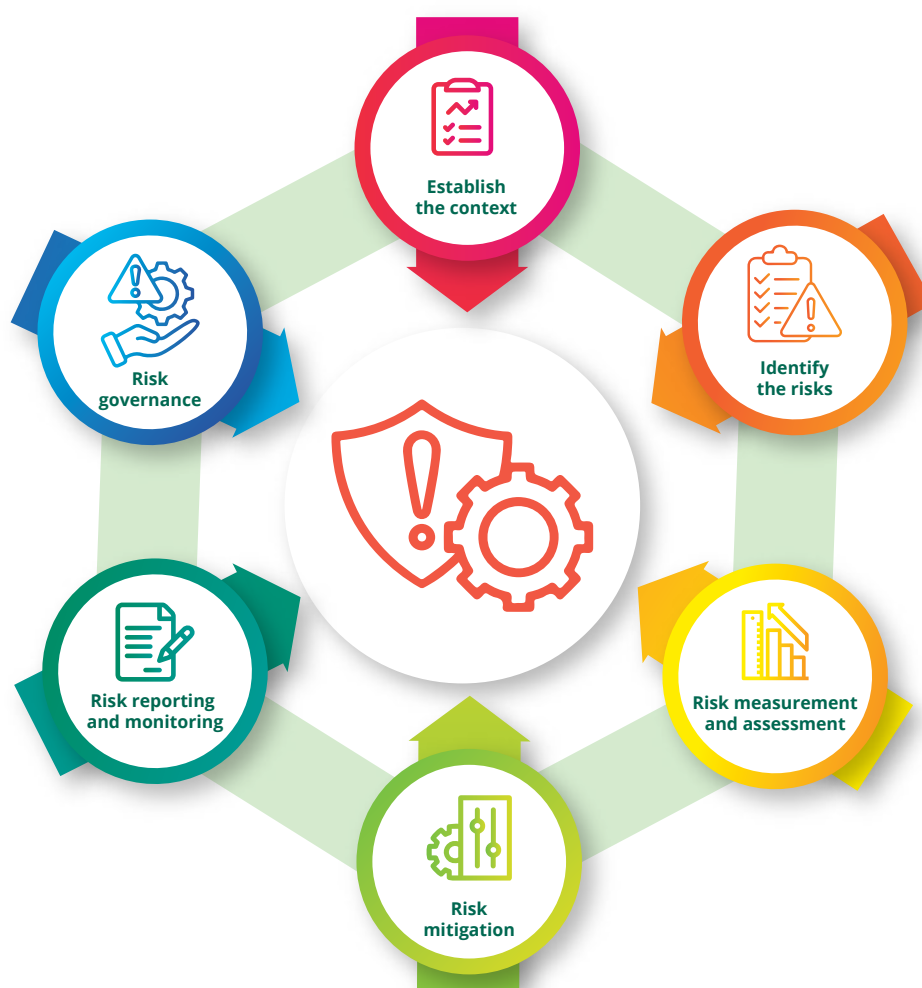 Establish
the context
Identify
the risks
Risk measurement
and assessment
Risk
mitigation
Risk reporting
and monitoring
Risk
governance